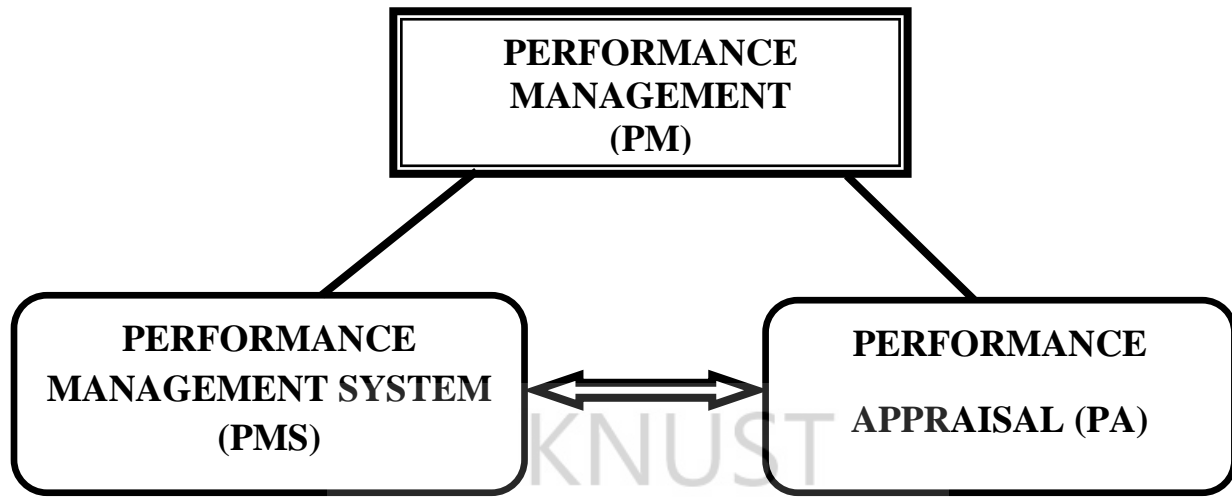 PERFORMANCE
MANAGEMENT
(PM)
PERFORMANCE
MANAGEMENT SYSTEM
(PMS)
PERFORMANCE
APPRAISAL (PA)
KNUST